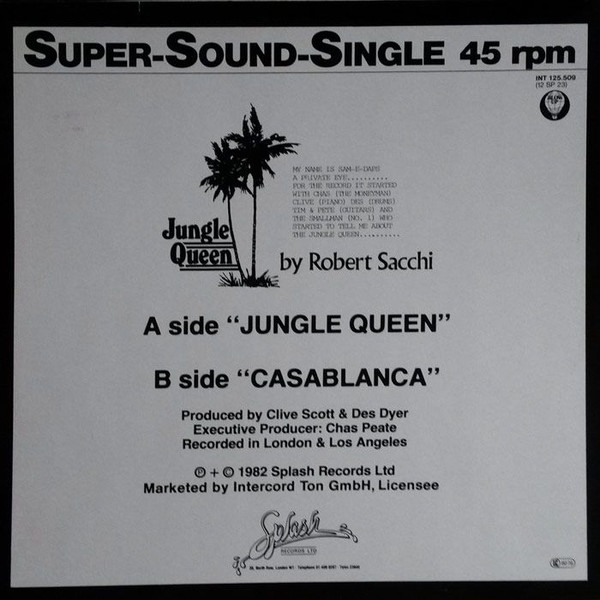 SUPER-SOUND-SINGLE 45 rpm
INT 125.509
(12 SP 23)
MY NAME IS SAM-E-DAPS
A PRIVATE EYE..........
FOR THE RECORD IT STARTED
WITH CHAS (THE MONEYMAN)
CLIVE (PIANO) DES (DRUMS)
TIM & PETE (GUITARS) AND
THE SMALLMAN (NO. 1) WHO
STARTED TO TELL ME ABOUT
THE JUNGLE QUEEN..........
Jungle
Queen
by Robert Sacchi
A side “JUNGLE QUEEN”
B side “CASABLANCA”
Produced by Clive Scott & Des Dyer
Executive Producer: Chas Peate
Recorded in London & Los Angeles
℗ + © 1982 Splash Records Ltd
Marketed by Intercord Ton GmbH, Licensee
Splash
RECORDS LTD